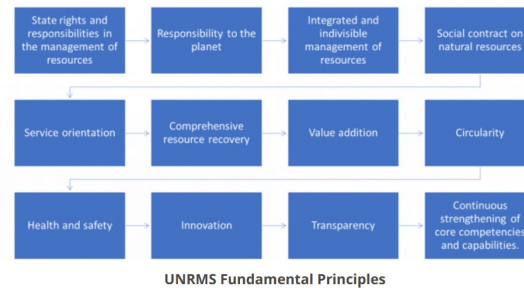 State rights and
responsibilities in
the management of
resources
Responsibility to the
planet
Integrated and
indivisible
management of
resources
Social contract on
natural resources
Service orientation
Comprehensive
resource recovery
Value addition
Circularity
Health and safety
Innovation
Transparency
Continuous
strengthening of
core competencies
and capabilities.
UNRMS Fundamental Principles